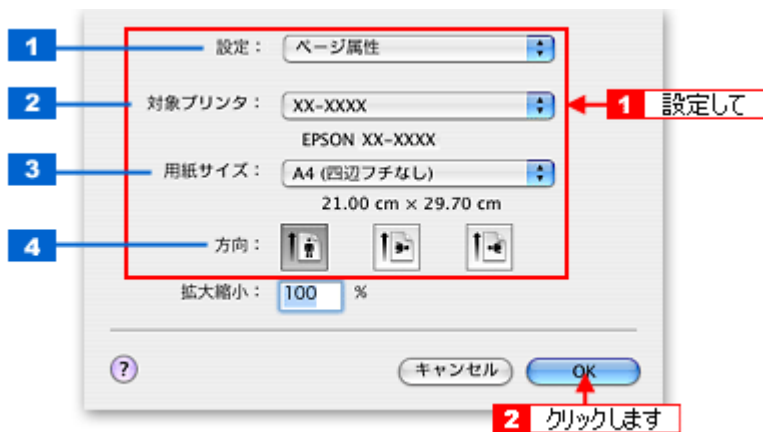 1 設定： ページ属性
2 対象プリンタ： XX-XXXX 1 設定して
EPSON XX-XXXX
3 用紙サイズ： A4 (四辺フチなし)
21.00 cm × 29.70 cm
4 方向：
拡大縮小： 100 %
? キャンセル OK
2 クリックします